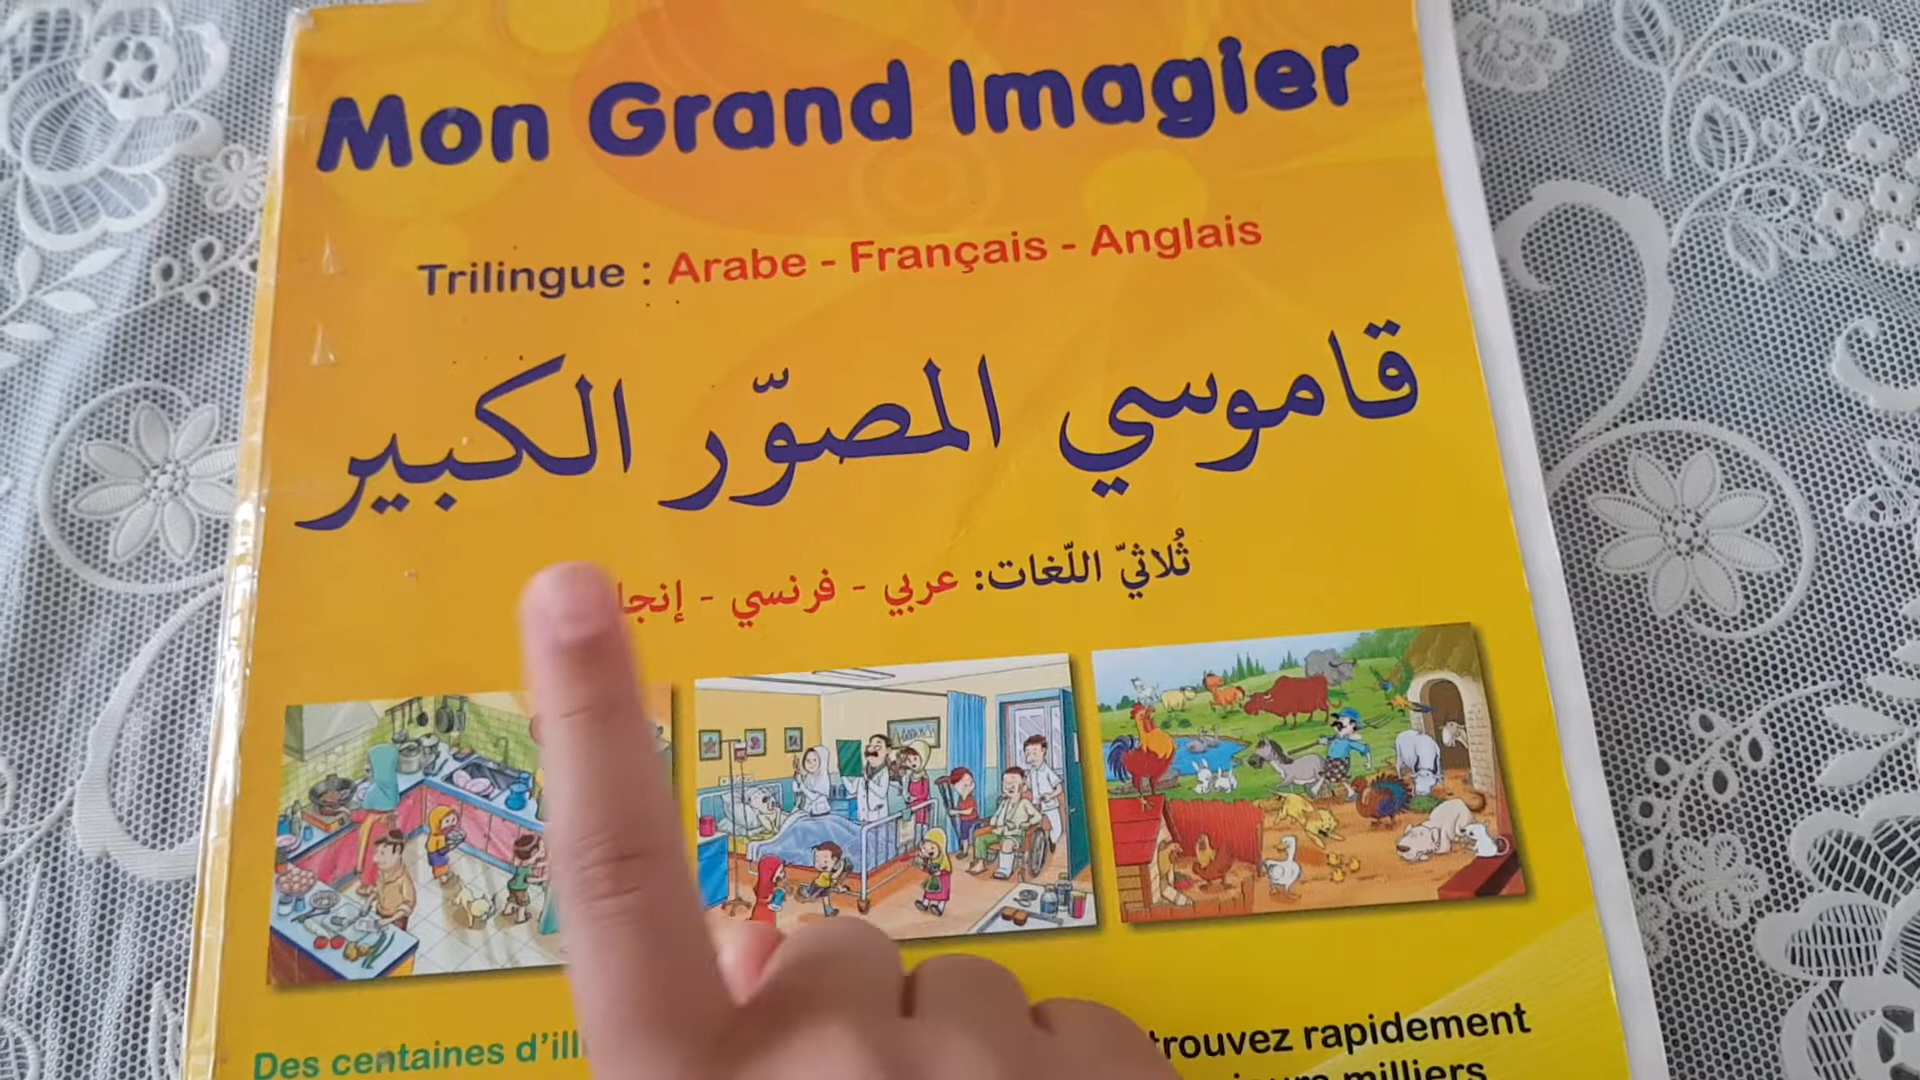 Mon Grand Imagier
Trilingue : Arabe - Français - Anglais
قاموسي المصوّر الكبير
ثُلاثيّ اللّغات: عربي - فرنسي -
Des centaines d’ill
trouvez rapidement
milliers